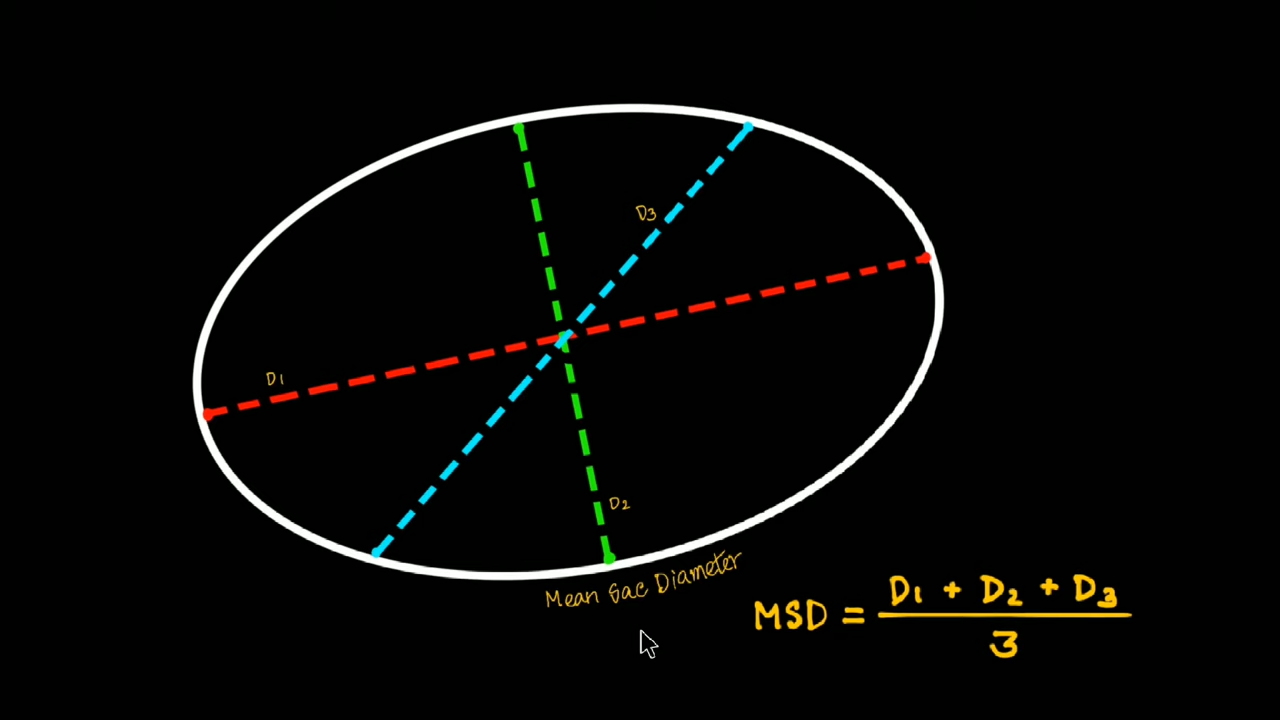 D3
D1
D2
Mean Sac Diameter
MSD = D1 + D2 + D3
3